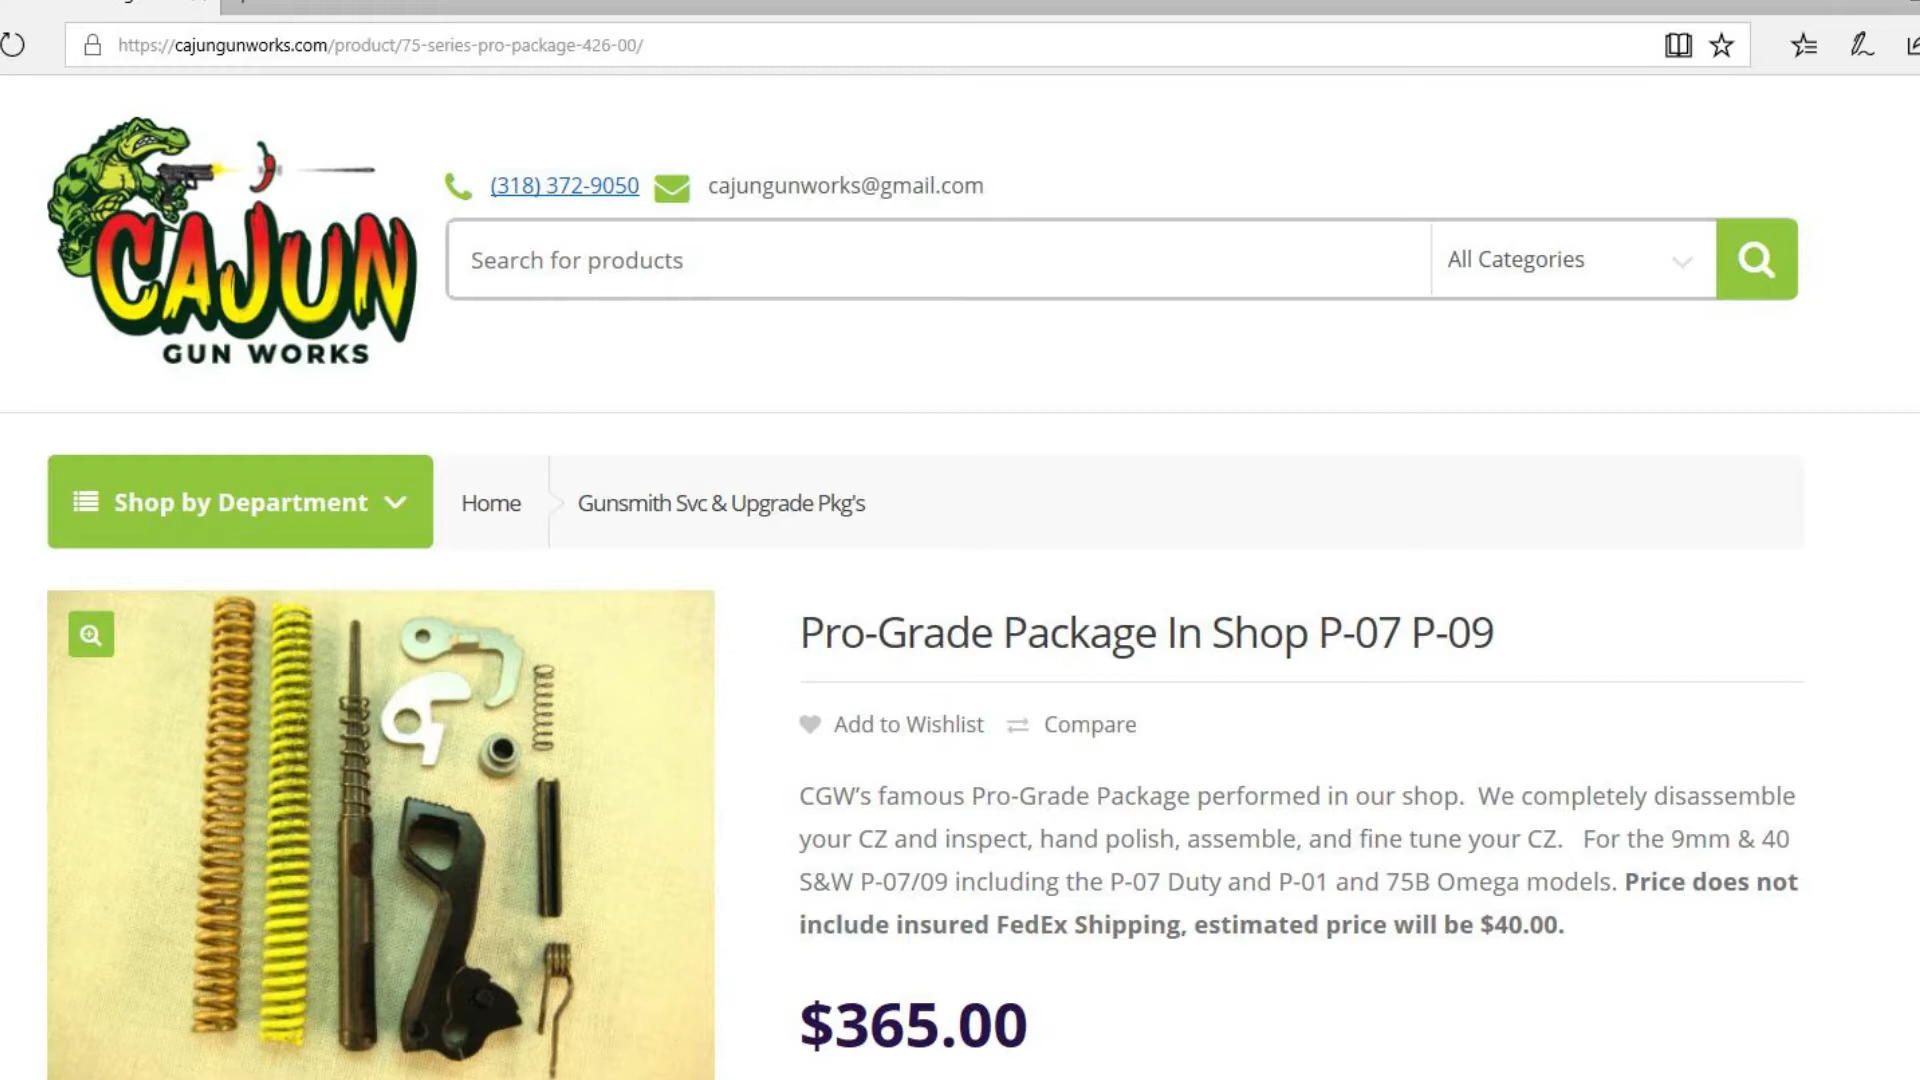 https://cajungunworks.com/product/75-series-pro-package-426-00/
(318) 372-9050 cajungunworks@gmail.com
Search for products All Categories
CAJUN
GUN WORKS
Shop by Department Home Gunsmith Svc & Upgrade Pkg's
Pro-Grade Package In Shop P-07 P-09
Add to Wishlist Compare
CGW’s famous Pro-Grade Package performed in our shop. We completely disassemble
your CZ and inspect, hand polish, assemble, and fine tune your CZ. For the 9mm & 40
S&W P-07/09 including the P-07 Duty and P-01 and 75B Omega models. Price does not
include insured FedEx Shipping, estimated price will be $40.00.
$365.00